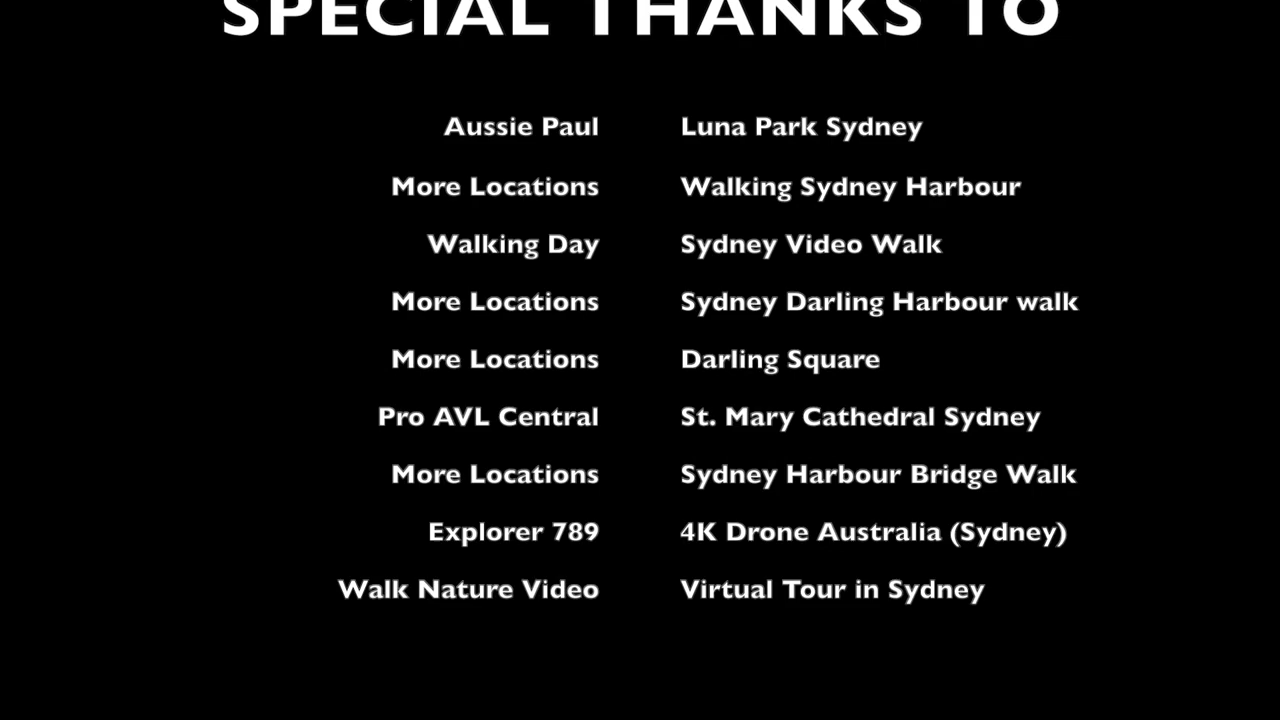 SPECIAL THANKS TO
Aussie Paul Luna Park Sydney
More Locations Walking Sydney Harbour
Walking Day Sydney Video Walk
More Locations Sydney Darling Harbour walk
More Locations Darling Square
Pro AVL Central St. Mary Cathedral Sydney
More Locations Sydney Harbour Bridge Walk
Explorer 789 4K Drone Australia (Sydney)
Walk Nature Video Virtual Tour in Sydney